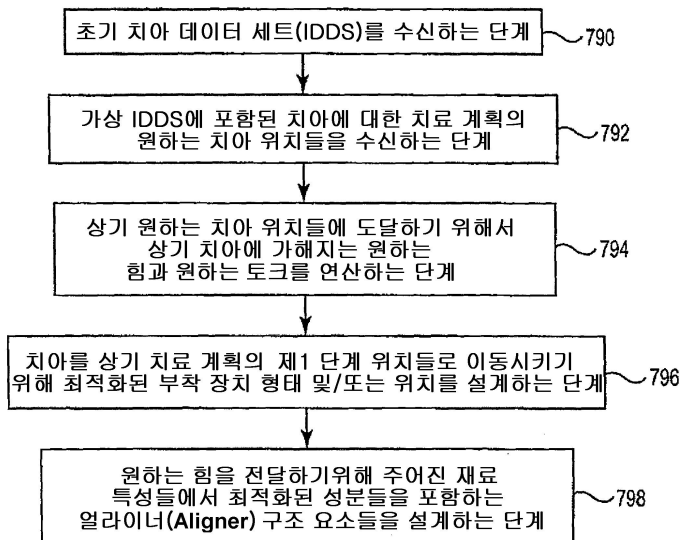 초기 치아 데이터 세트(IDDS)를 수신하는 단계
790
가상 IDDS에 포함된 치아에 대한 치료 계획의
원하는 치아 위치들을 수신하는 단계
792
상기 원하는 치아 위치들에 도달하기 위해서
상기 치아에 가해지는 원하는
힘과 원하는 토크를 연산하는 단계
794
치아를 상기 치료 계획의 제1 단계 위치들로 이동시키기
위해 최적화된 부착 장치 형태 및/또는 위치를 설계하는 단계
796
원하는 힘을 전달하기위해 주어진 재료
특성들에서 최적화된 성분들을 포함하는
얼라이너(Aligner) 구조 요소들을 설계하는 단계
798